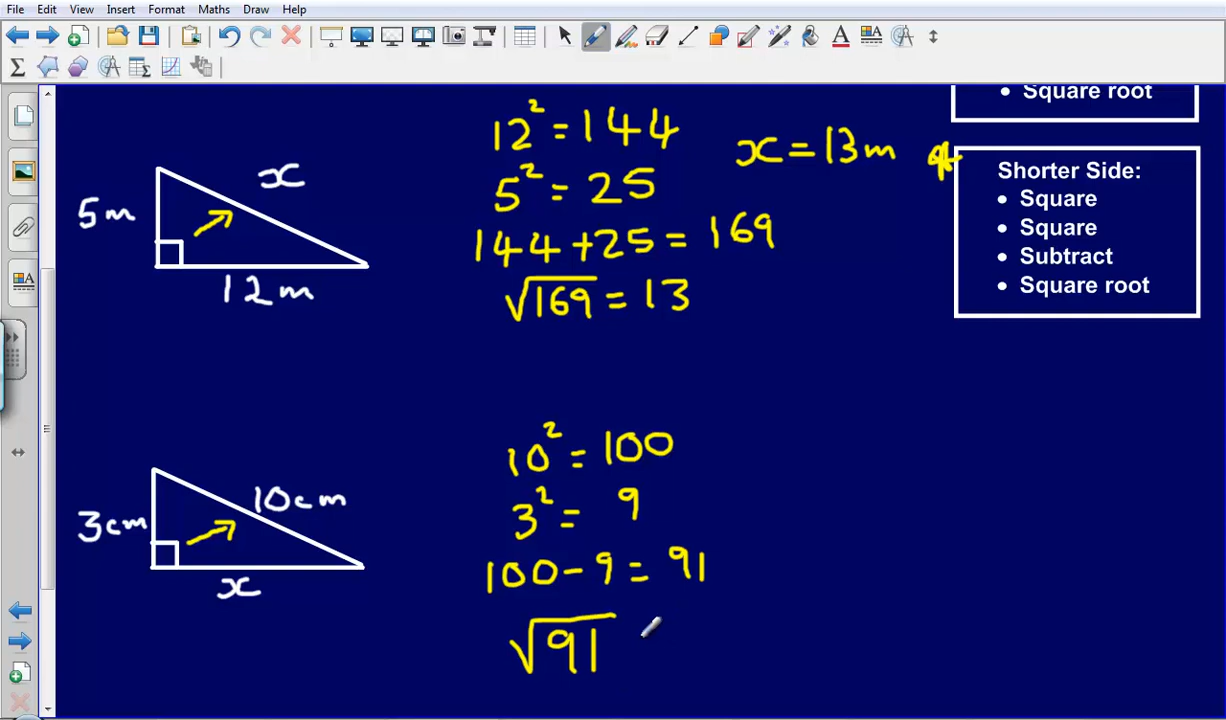 File Edit View Insert Format Maths Draw Help
• Square root
12² = 144
x = 13m
Shorter Side:
• Square
• Square
• Subtract
• Square root
x
5m
5² = 25
144 + 25 = 169
12m
√169 = 13
10² = 100
3² = 9
10cm
3cm
100 - 9 = 91
x
√91